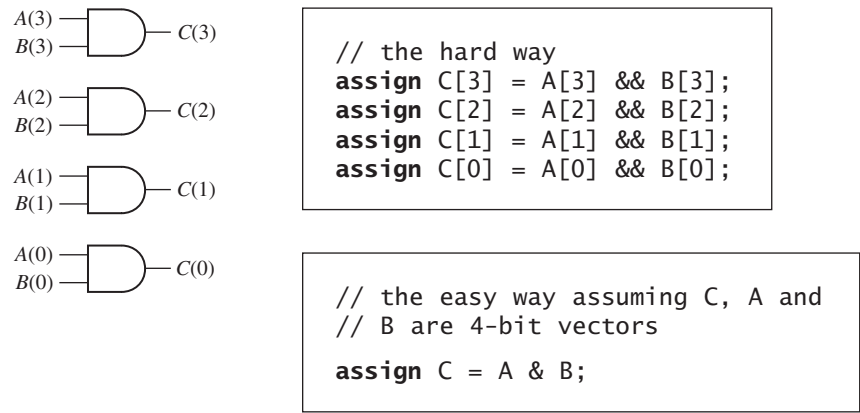 A(3)
B(3)
C(3)
A(2)
B(2)
C(2)
A(1)
B(1)
C(1)
A(0)
B(0)
C(0)
// the hard way
assign C[3] = A[3] && B[3];
assign C[2] = A[2] && B[2];
assign C[1] = A[1] && B[1];
assign C[0] = A[0] && B[0];
// the easy way assuming C, A and
// B are 4-bit vectors
assign C = A & B;